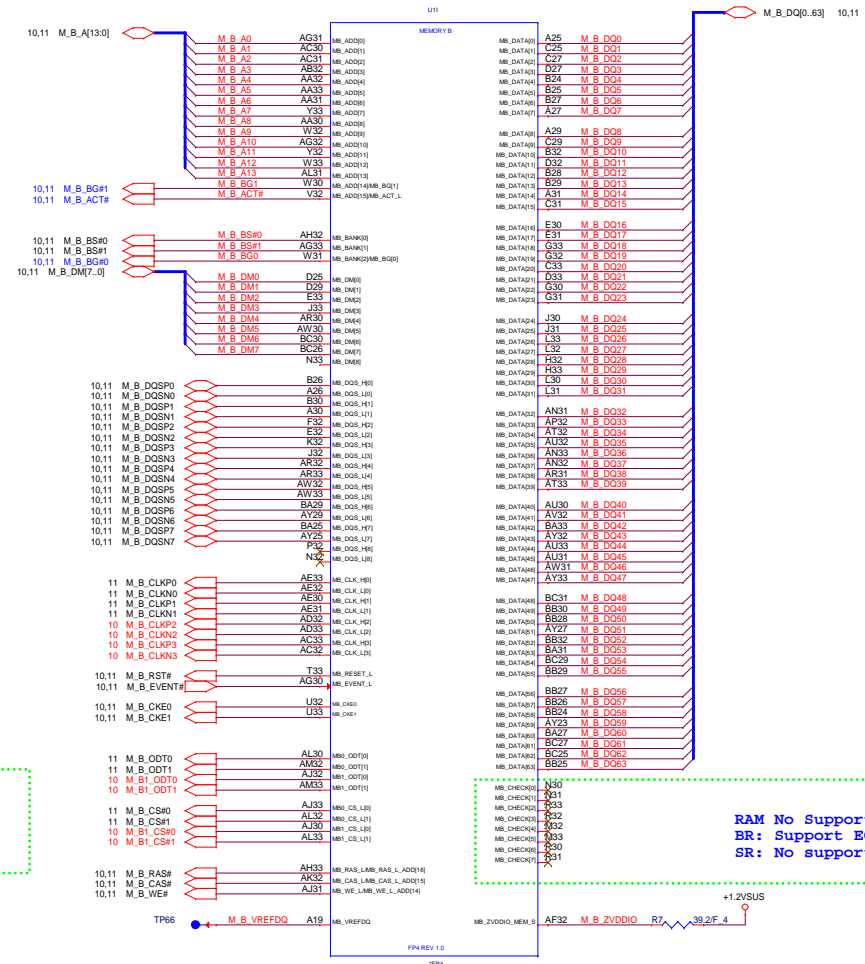 U1I
MEMORY B
M_B_DQ[0..63] 10,11
10,11 M_B_A[13:0]
M_B_A0 AG31 MB_ADD[0]
M_B_A1 AC30 MB_ADD[1]
M_B_A2 AC31 MB_ADD[2]
M_B_A3 AB32 MB_ADD[3]
M_B_A4 AA32 MB_ADD[4]
M_B_A5 AA33 MB_ADD[5]
M_B_A6 AA31 MB_ADD[6]
M_B_A7 Y33 MB_ADD[7]
M_B_A8 AA30 MB_ADD[8]
M_B_A9 W32 MB_ADD[9]
M_B_A10 AG32 MB_ADD[10]
M_B_A11 Y32 MB_ADD[11]
M_B_A12 W33 MB_ADD[12]
M_B_A13 AL31 MB_ADD[13]
10,11 M_B_BG#1 M_B_BG1 W30 MB_ADD[14]/MB_BG[1]
10,11 M_B_ACT# M_B_ACT# V32 MB_ADD[15]/MB_ACT_L
10,11 M_B_BS#0 M_B_BS#0 AH32 MB_BANK[0]
10,11 M_B_BS#1 M_B_BS#1 AG33 MB_BANK[1]
10,11 M_B_BG#0 M_B_BG0 W31 MB_BANK[2]/MB_BG[0]
10,11 M_B_DM[7..0]
M_B_DM0 D25 MB_DM[0]
M_B_DM1 D29 MB_DM[1]
M_B_DM2 E33 MB_DM[2]
M_B_DM3 J33 MB_DM[3]
M_B_DM4 AR30 MB_DM[4]
M_B_DM5 AW30 MB_DM[5]
M_B_DM6 BC30 MB_DM[6]
M_B_DM7 BC26 MB_DM[7]
N33 MB_DM[8]
10,11 M_B_DQSP0 B26 MB_DQS_H[0]
10,11 M_B_DQSN0 A26 MB_DQS_L[0]
10,11 M_B_DQSP1 B30 MB_DQS_H[1]
10,11 M_B_DQSN1 A30 MB_DQS_L[1]
10,11 M_B_DQSP2 F32 MB_DQS_H[2]
10,11 M_B_DQSN2 E32 MB_DQS_L[2]
10,11 M_B_DQSP3 K32 MB_DQS_H[3]
10,11 M_B_DQSN3 J32 MB_DQS_L[3]
10,11 M_B_DQSP4 AR32 MB_DQS_H[4]
10,11 M_B_DQSN4 AR33 MB_DQS_L[4]
10,11 M_B_DQSP5 AW32 MB_DQS_H[5]
10,11 M_B_DQSN5 AW33 MB_DQS_L[5]
10,11 M_B_DQSP6 BA29 MB_DQS_H[6]
10,11 M_B_DQSN6 AY29 MB_DQS_L[6]
10,11 M_B_DQSP7 BA25 MB_DQS_H[7]
10,11 M_B_DQSN7 AY25 MB_DQS_L[7]
P32 MB_DQS_H[8]
N32 MB_DQS_L[8]
11 M_B_CLKP0 AE33 MB_CLK_H[0]
11 M_B_CLKN0 AE32 MB_CLK_L[0]
11 M_B_CLKP1 AE30 MB_CLK_H[1]
11 M_B_CLKN1 AE31 MB_CLK_L[1]
10 M_B_CLKP2 AD32 MB_CLK_H[2]
10 M_B_CLKN2 AD33 MB_CLK_L[2]
10 M_B_CLKP3 AC33 MB_CLK_H[3]
10 M_B_CLKN3 AC32 MB_CLK_L[3]
10,11 M_B_RST# T33 MB_RESET_L
10,11 M_B_EVENT# AG30 MB_EVENT_L
10,11 M_B_CKE0 U32 MB_CKE0
10,11 M_B_CKE1 U33 MB_CKE1
11 M_B_ODT0 AL30 MB0_ODT[0]
11 M_B_ODT1 AM32 MB0_ODT[1]
10 M_B1_ODT0 AJ32 MB1_ODT[0]
10 M_B1_ODT1 AM33 MB1_ODT[1]
11 M_B_CS#0 AJ33 MB0_CS_L[0]
11 M_B_CS#1 AL32 MB0_CS_L[1]
10 M_B1_CS#0 AJ30 MB1_CS_L[0]
10 M_B1_CS#1 AL33 MB1_CS_L[1]
10,11 M_B_RAS# AH33 MB_RAS_L/MB_RAS_L_ADD[16]
10,11 M_B_CAS# AK32 MB_CAS_L/MB_CAS_L_ADD[15]
10,11 M_B_WE# AJ31 MB_WE_L/MB_WE_L_ADD[14]
TP66 M_B_VREFDQ A19 MB_VREFDQ
MB_DATA[0] A25 M_B_DQ0
MB_DATA[1] C25 M_B_DQ1
MB_DATA[2] C27 M_B_DQ2
MB_DATA[3] D27 M_B_DQ3
MB_DATA[4] B24 M_B_DQ4
MB_DATA[5] B25 M_B_DQ5
MB_DATA[6] B27 M_B_DQ6
MB_DATA[7] A27 M_B_DQ7
MB_DATA[8] A29 M_B_DQ8
MB_DATA[9] C29 M_B_DQ9
MB_DATA[10] B32 M_B_DQ10
MB_DATA[11] D32 M_B_DQ11
MB_DATA[12] B28 M_B_DQ12
MB_DATA[13] B29 M_B_DQ13
MB_DATA[14] A31 M_B_DQ14
MB_DATA[15] C31 M_B_DQ15
MB_DATA[16] E30 M_B_DQ16
MB_DATA[17] E31 M_B_DQ17
MB_DATA[18] G33 M_B_DQ18
MB_DATA[19] G32 M_B_DQ19
MB_DATA[20] C33 M_B_DQ20
MB_DATA[21] D33 M_B_DQ21
MB_DATA[22] G30 M_B_DQ22
MB_DATA[23] G31 M_B_DQ23
MB_DATA[24] J30 M_B_DQ24
MB_DATA[25] J31 M_B_DQ25
MB_DATA[26] L33 M_B_DQ26
MB_DATA[27] L32 M_B_DQ27
MB_DATA[28] H32 M_B_DQ28
MB_DATA[29] H33 M_B_DQ29
MB_DATA[30] L30 M_B_DQ30
MB_DATA[31] L31 M_B_DQ31
MB_DATA[32] AN31 M_B_DQ32
MB_DATA[33] AP32 M_B_DQ33
MB_DATA[34] AT32 M_B_DQ34
MB_DATA[35] AU32 M_B_DQ35
MB_DATA[36] AN33 M_B_DQ36
MB_DATA[37] AN32 M_B_DQ37
MB_DATA[38] AR31 M_B_DQ38
MB_DATA[39] AT33 M_B_DQ39
MB_DATA[40] AU30 M_B_DQ40
MB_DATA[41] AV32 M_B_DQ41
MB_DATA[42] BA33 M_B_DQ42
MB_DATA[43] AY32 M_B_DQ43
MB_DATA[44] AU33 M_B_DQ44
MB_DATA[45] AU31 M_B_DQ45
MB_DATA[46] AW31 M_B_DQ46
MB_DATA[47] AY33 M_B_DQ47
MB_DATA[48] BC31 M_B_DQ48
MB_DATA[49] BB30 M_B_DQ49
MB_DATA[50] BB28 M_B_DQ50
MB_DATA[51] AY27 M_B_DQ51
MB_DATA[52] BB32 M_B_DQ52
MB_DATA[53] BA31 M_B_DQ53
MB_DATA[54] BC29 M_B_DQ54
MB_DATA[55] BB29 M_B_DQ55
MB_DATA[56] BB27 M_B_DQ56
MB_DATA[57] BB26 M_B_DQ57
MB_DATA[58] BB24 M_B_DQ58
MB_DATA[59] AY23 M_B_DQ59
MB_DATA[60] BA27 M_B_DQ60
MB_DATA[61] BC27 M_B_DQ61
MB_DATA[62] BC25 M_B_DQ62
MB_DATA[63] BB25 M_B_DQ63
MB_CHECK[0] N30
MB_CHECK[1] N31
MB_CHECK[2] R33
MB_CHECK[3] R32
MB_CHECK[4] M32
MB_CHECK[5] M33
MB_CHECK[6] R30
MB_CHECK[7] R31
RAM No Suppor
BR: Support E
SR: No support
+1.2VSUS
MB_ZVDDIO_MEM_S AF32 M_B_ZVDDIO R7 39.2/F_4
FP4 REV 1.0
*FP4